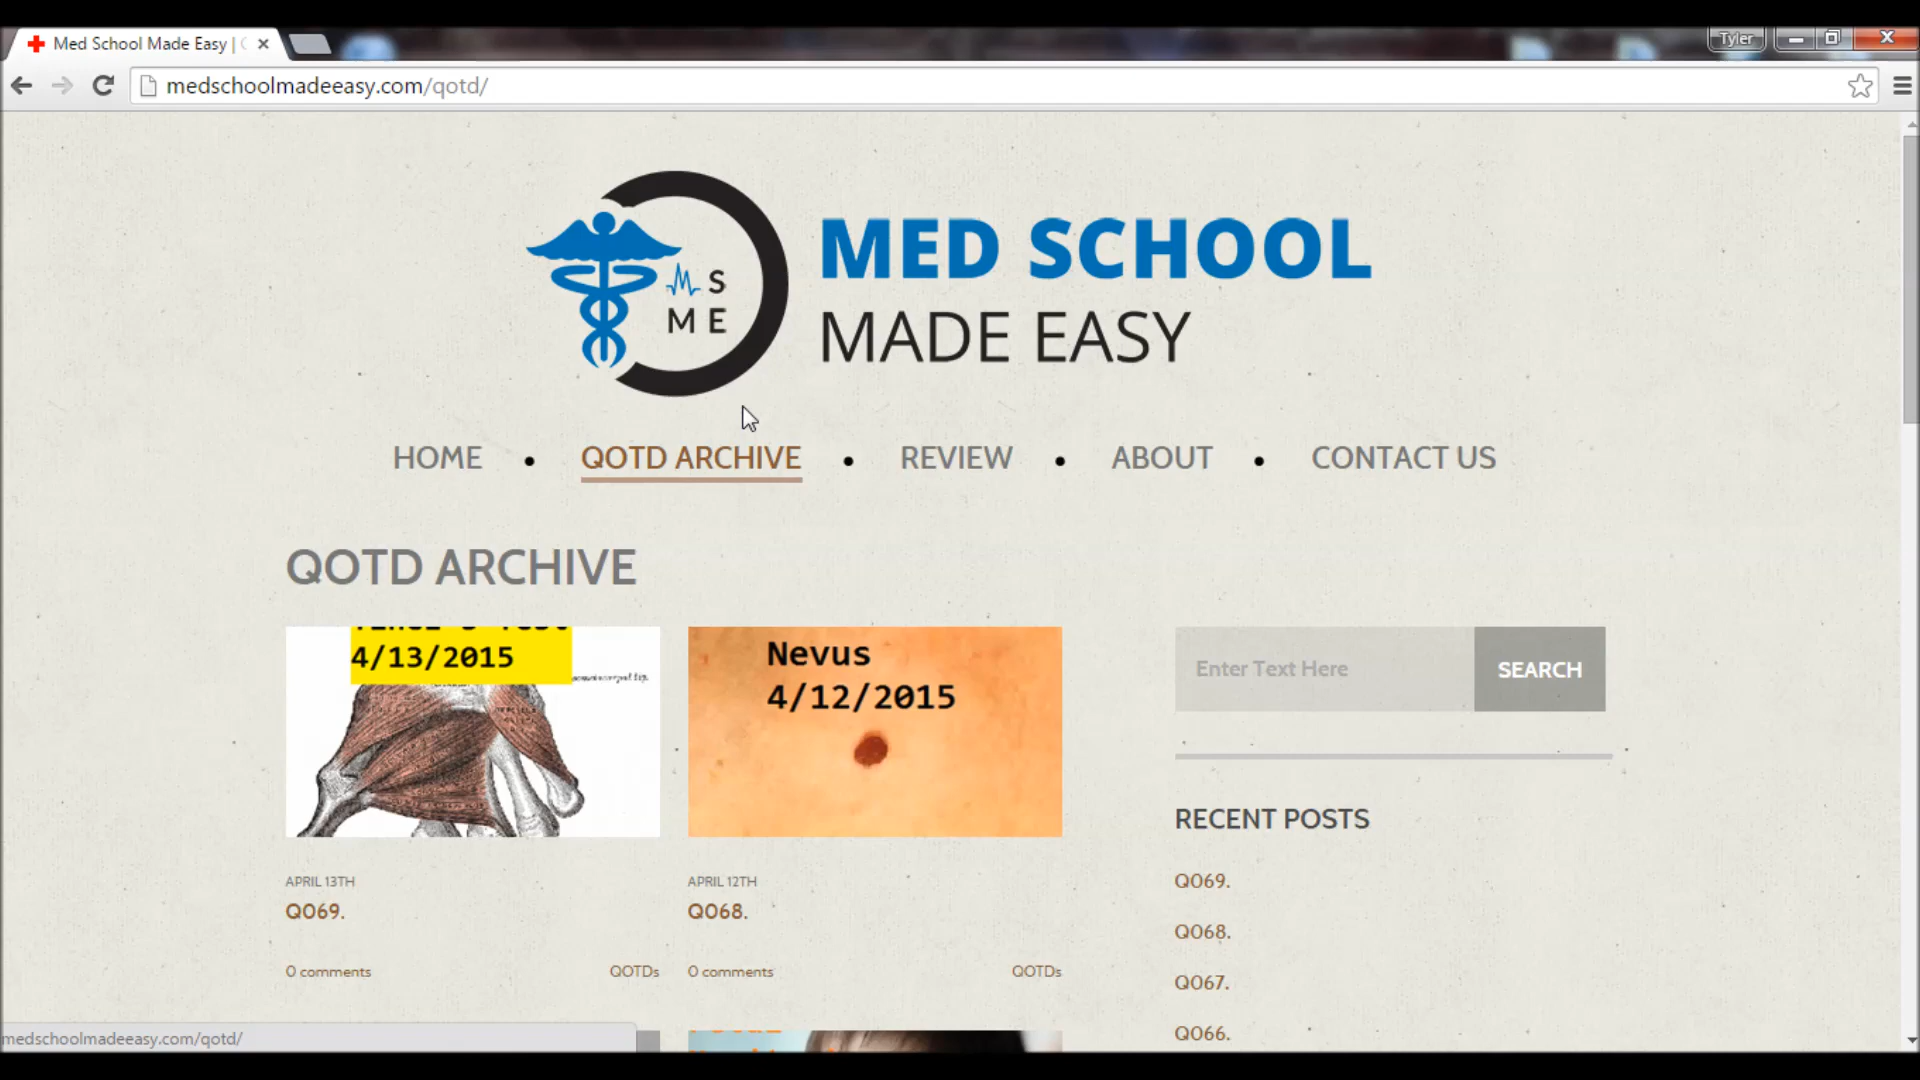 Med School Made Easy |
Tyler
medschoolmadeeasy.com/qotd/
S
M E
MED SCHOOL
MADE EASY
HOME • QOTD ARCHIVE • REVIEW • ABOUT • CONTACT US
QOTD ARCHIVE
4/13/2015
Nevus
4/12/2015
Enter Text Here
SEARCH
RECENT POSTS
APRIL 13TH
Q069.
0 comments
QOTDs
APRIL 12TH
Q068.
0 comments
QOTDs
Q069.
Q068.
Q067.
Q066.
medschoolmadeeasy.com/qotd/